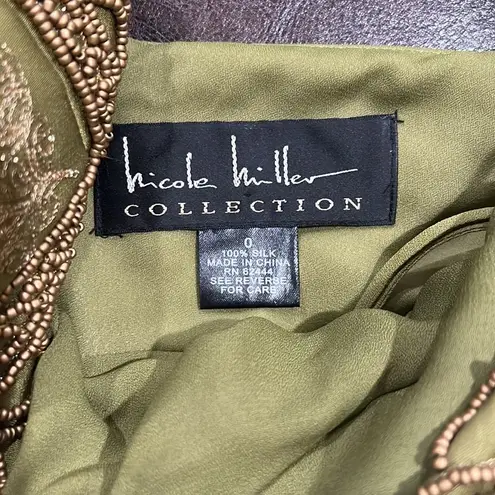 nicole miller
COLLECTION
0
100% SILK
MADE IN CHINA
RN 62444
SEE REVERSE
FOR CARE